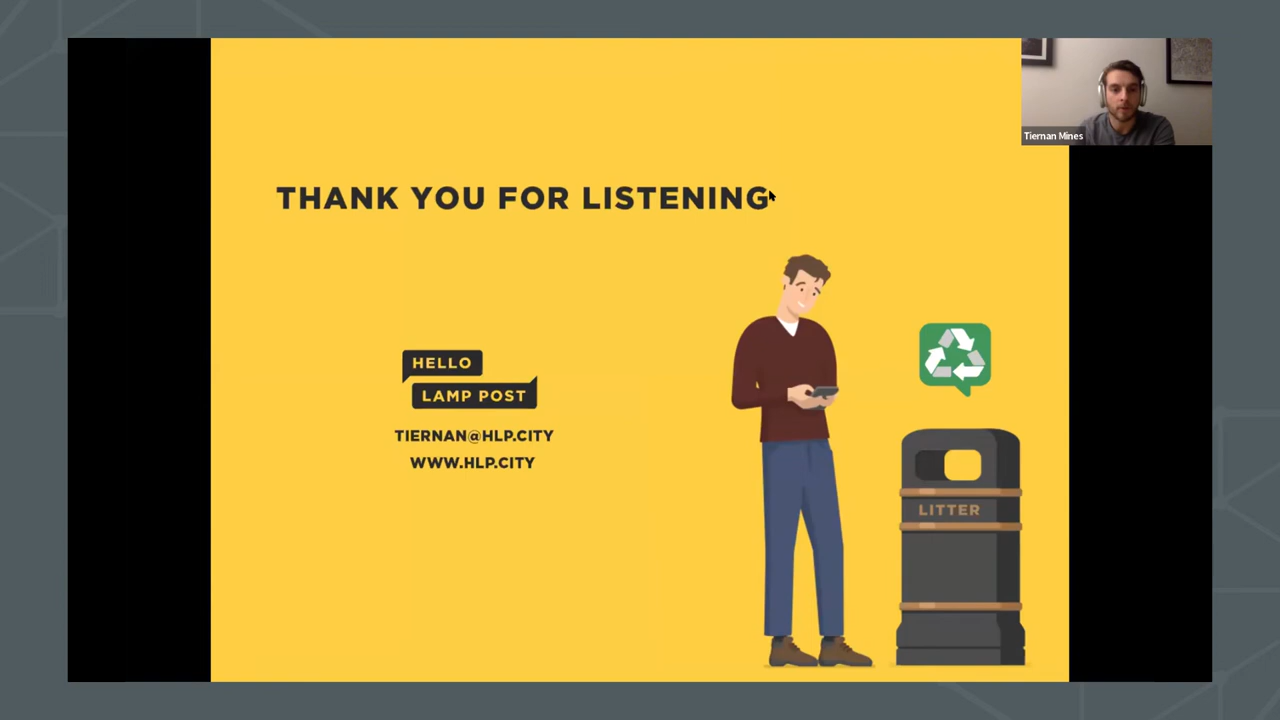 THANK YOU FOR LISTENING
Tiernan Mines
HELLO
LAMP POST
TIERNAN@HLP.CITY
WWW.HLP.CITY
LITTER